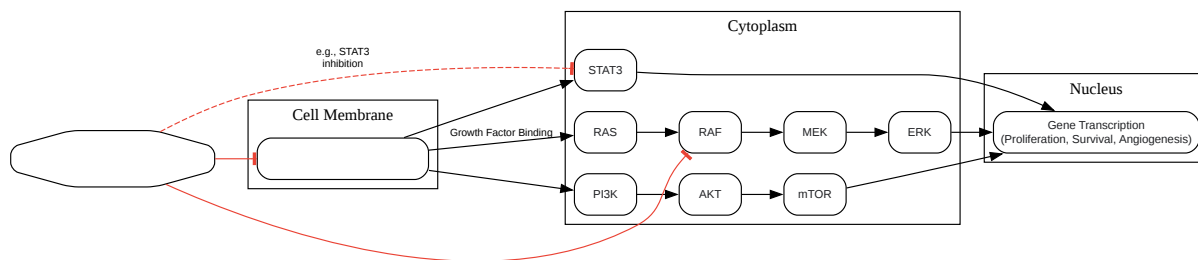 Cytoplasm
e.g., STAT3
inhibition
STAT3
Cell Membrane
Nucleus
Growth Factor Binding
RAS
RAF
MEK
ERK
Gene Transcription
(Proliferation, Survival, Angiogenesis)
PI3K
AKT
mTOR